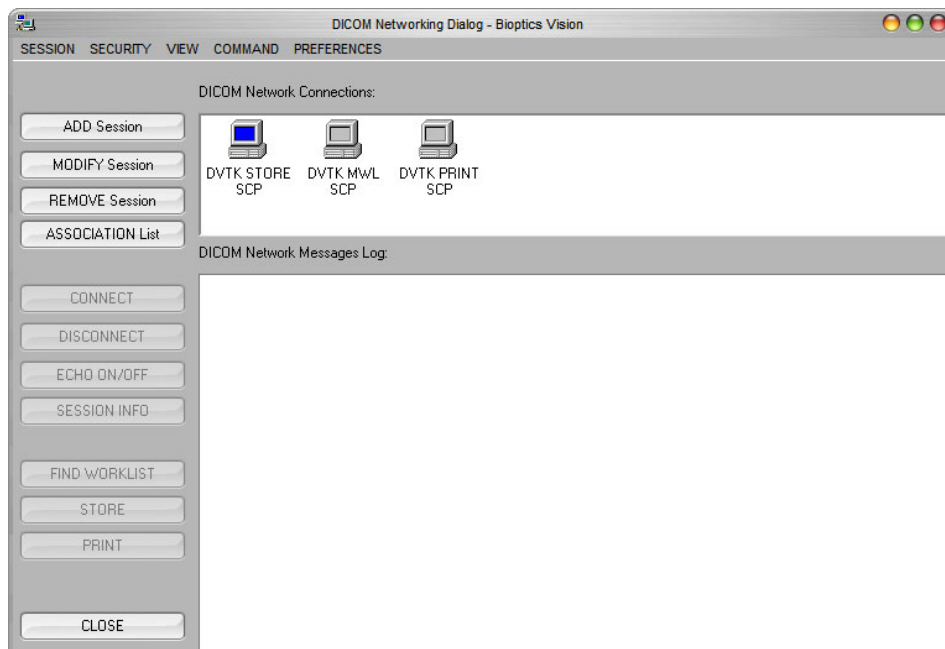 DICOM Networking Dialog - Bioptics Vision
SESSION SECURITY VIEW COMMAND PREFERENCES
DICOM Network Connections:
ADD Session
MODIFY Session
REMOVE Session
ASSOCIATION List
DVTK STORE SCP
DVTK MWL SCP
DVTK PRINT SCP
DICOM Network Messages Log:
CONNECT
DISCONNECT
ECHO ON/OFF
SESSION INFO
FIND WORKLIST
STORE
PRINT
CLOSE